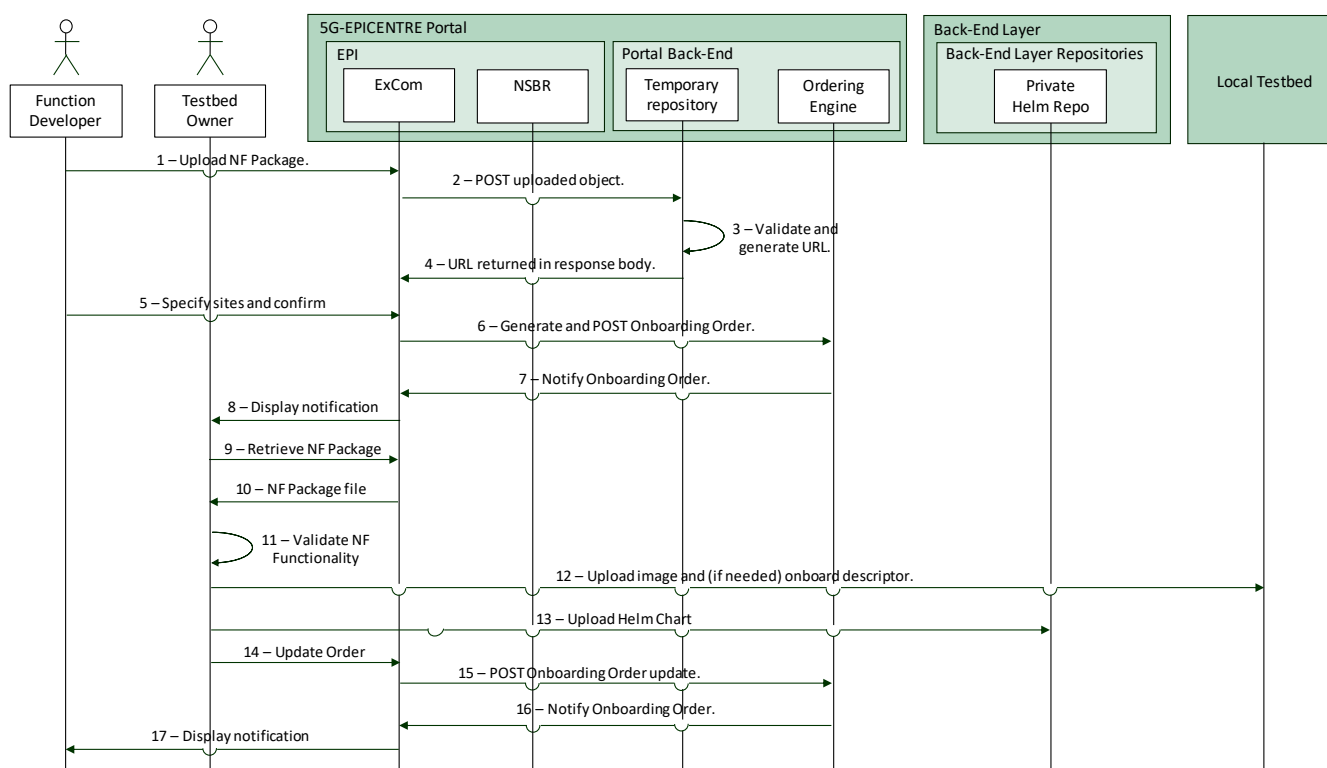 5G-EPICENTRE Portal
Back-End Layer
EPI
Portal Back-End
Back-End Layer Repositories
Function
Developer
Testbed
Owner
ExCom
NSBR
Temporary
repository
Ordering
Engine
Private
Helm Repo
Local Testbed
1 – Upload NF Package.
2 – POST uploaded object.
3 – Validate and
generate URL.
4 – URL returned in response body.
5 – Specify sites and confirm
6 – Generate and POST Onboarding Order.
7 – Notify Onboarding Order.
8 – Display notification
9 – Retrieve NF Package
10 – NF Package file
11 – Validate NF
Functionality
12 – Upload image and (if needed) onboard descriptor.
13 – Upload Helm Chart
14 – Update Order
15 – POST Onboarding Order update.
16 – Notify Onboarding Order.
17 – Display notification